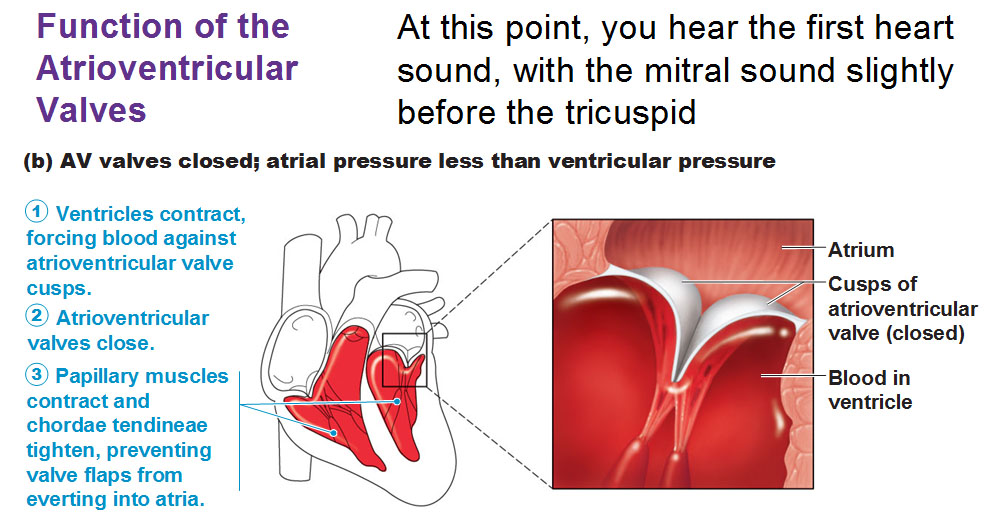 Function of the
Atrioventricular
Valves
At this point, you hear the first heart
sound, with the mitral sound slightly
before the tricuspid
(b) AV valves closed; atrial pressure less than ventricular pressure
1 Ventricles contract,
forcing blood against
atrioventricular valve
cusps.
2 Atrioventricular
valves close.
3 Papillary muscles
contract and
chordae tendineae
tighten, preventing
valve flaps from
everting into atria.
Atrium
Cusps of
atrioventricular
valve (closed)
Blood in
ventricle